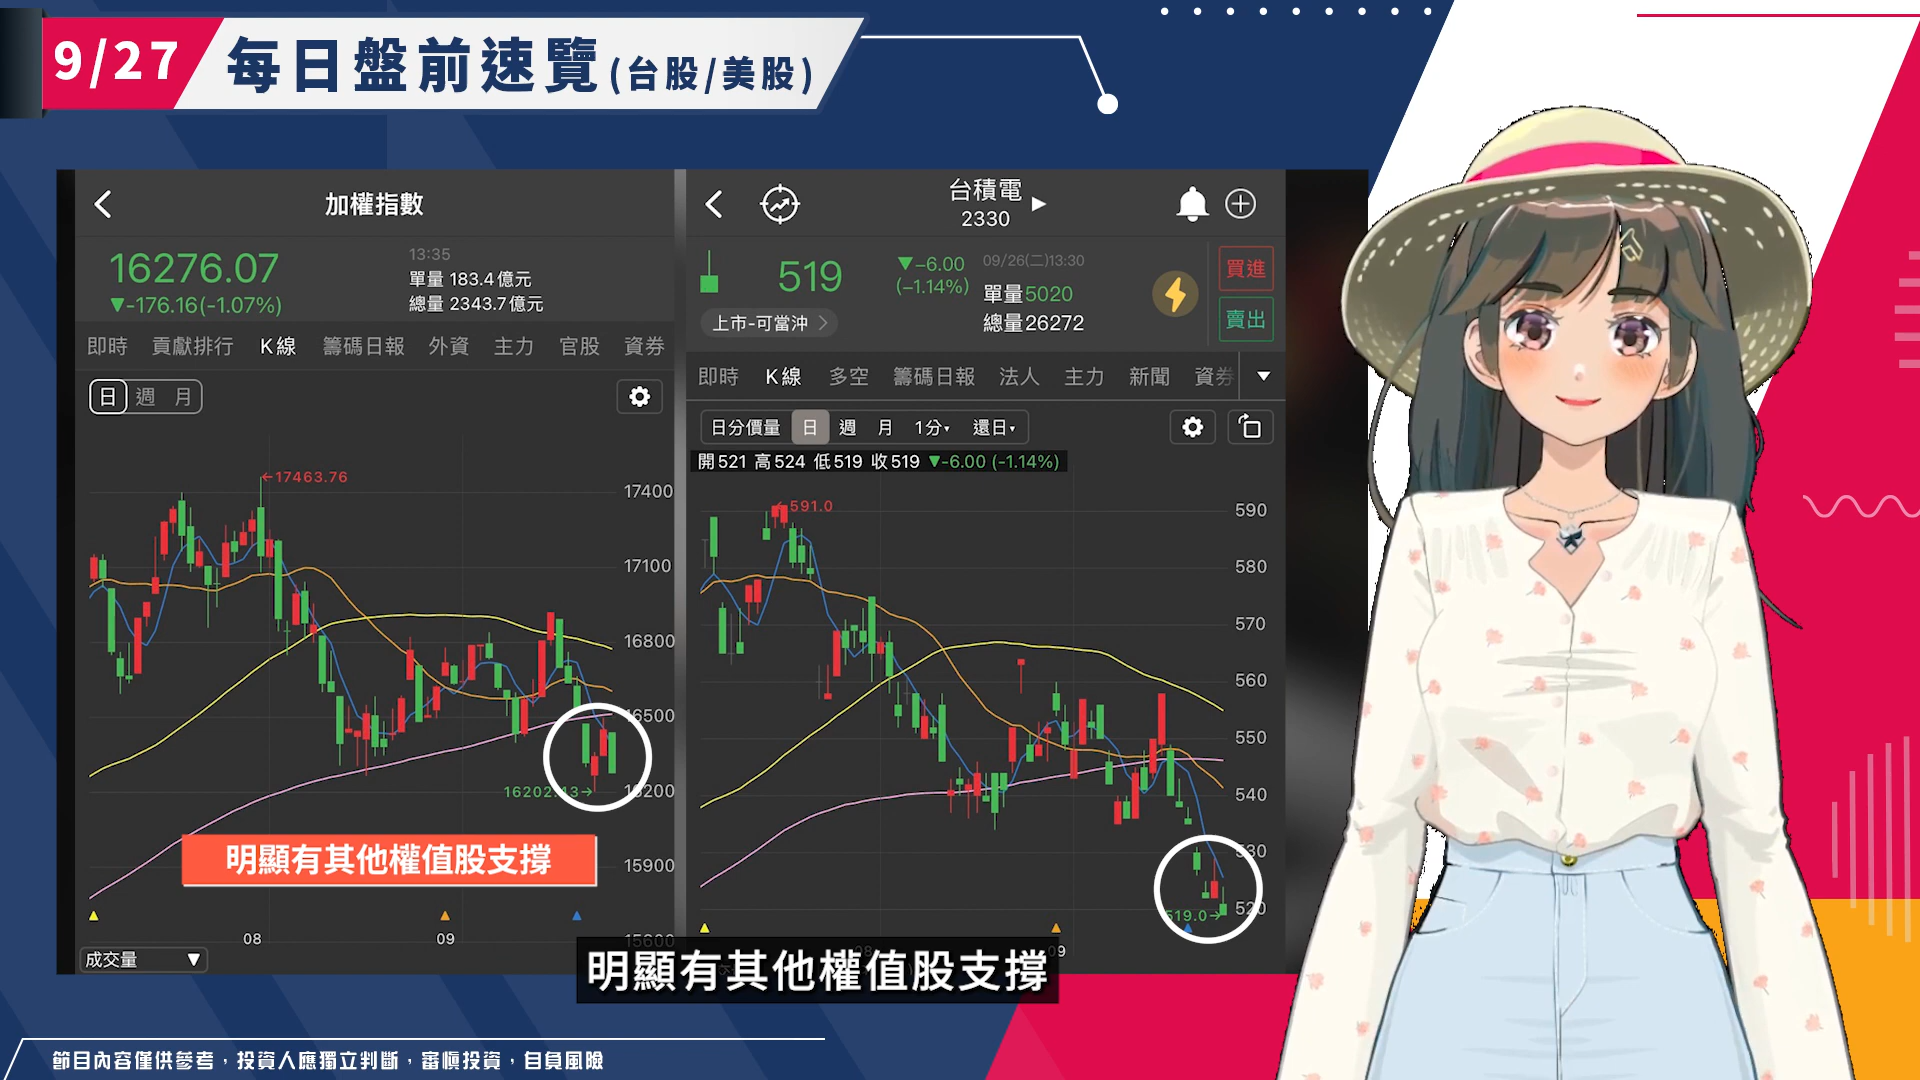 9/27 每日盤前速覽(台股/美股)
加權指數
16276.07
▼-176.16(-1.07%)
13:35
單量 183.4億元
總量 2343.7億元
即時 貢獻排行 K線 籌碼日報 外資 主力 官股 資券
日 週 月
←17463.76
17400
17100
16800
16500
16200
15900
15600
16202.43→
明顯有其他權值股支撐
08 09
成交量 ▼
台積電 ▶
2330
519
▼-6.00
(-1.14%)
09/26(二)13:30
單量5020
總量26272
買進
賣出
上市-可當沖 >
即時 K線 多空 籌碼日報 法人 主力 新聞 資券 ▼
日分價量 日 週 月 1分▾ 還日▾
開521 高524 低519 收519 ▼-6.00 (-1.14%)
←591.0
590
580
570
560
550
540
530
520
519.0→
08 09
明顯有其他權值股支撐
節目內容僅供參考，投資人應獨立判斷，審慎投資，自負風險